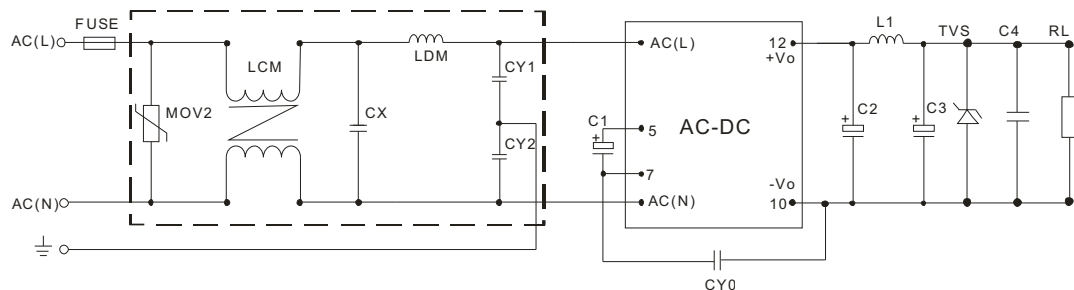 FUSE
AC(L)
LCM
MOV2
CX
LDM
CY1
CY2
AC(N)
C1
AC(L)
5
AC-DC
7
AC(N)
12
+Vo
-Vo
10
CY0
L1
C2
C3
TVS
C4
RL